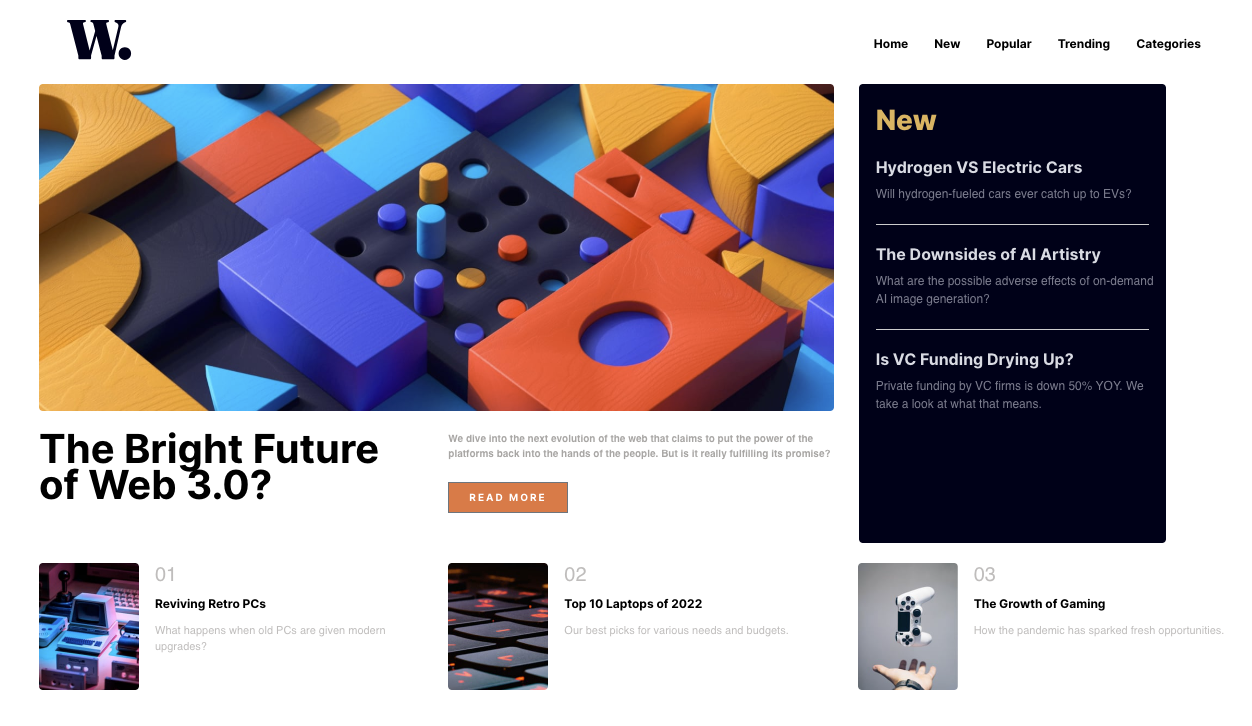 W.
Home New Popular Trending Categories
New
Hydrogen VS Electric Cars
Will hydrogen-fueled cars ever catch up to EVs?
The Downsides of AI Artistry
What are the possible adverse effects of on-demand
AI image generation?
Is VC Funding Drying Up?
Private funding by VC firms is down 50% YOY. We
take a look at what that means.
The Bright Future
of Web 3.0?
We dive into the next evolution of the web that claims to put the power of the
platforms back into the hands of the people. But is it really fulfilling its promise?
READ MORE
01
Reviving Retro PCs
What happens when old PCs are given modern
upgrades?
02
Top 10 Laptops of 2022
Our best picks for various needs and budgets.
03
The Growth of Gaming
How the pandemic has sparked fresh opportunities.